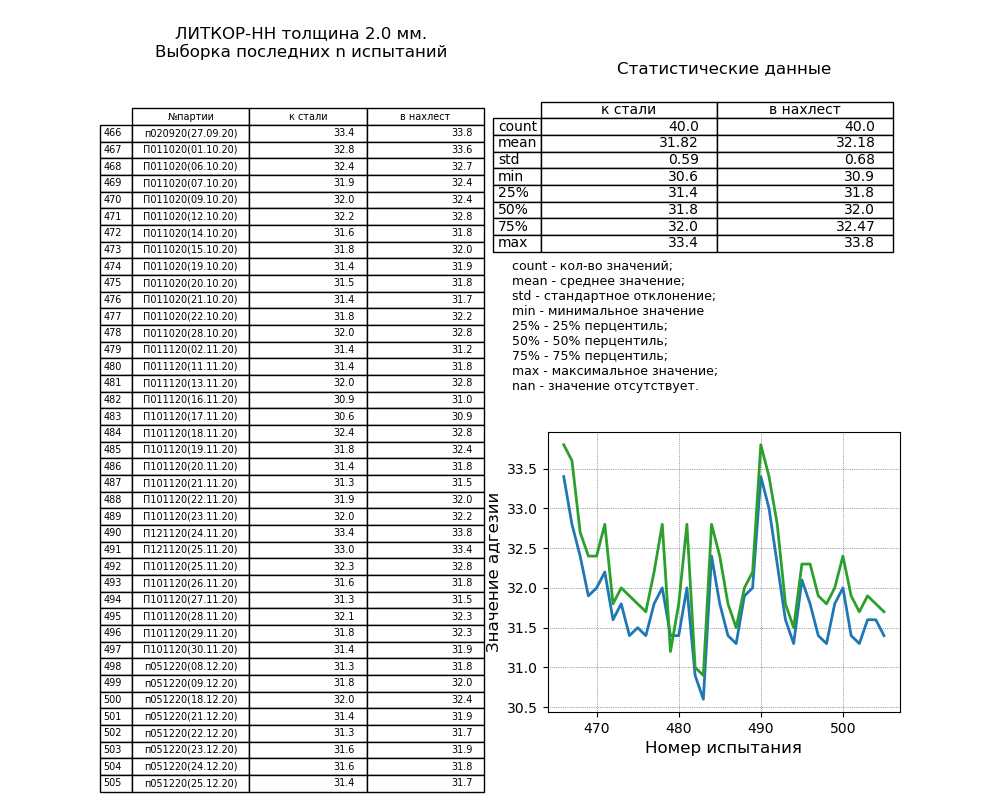 ЛИТКОР-НН толщина 2.0 мм.
Выборка последних n испытаний
№партии к стали в нахлест
466 п020920(27.09.20) 33.4 33.8
467 П011020(01.10.20) 32.8 33.6
468 П011020(06.10.20) 32.4 32.7
469 П011020(07.10.20) 31.9 32.4
470 П011020(09.10.20) 32.0 32.4
471 П011020(12.10.20) 32.2 32.8
472 П011020(14.10.20) 31.6 31.8
473 П011020(15.10.20) 31.8 32.0
474 П011020(19.10.20) 31.4 31.9
475 П011020(20.10.20) 31.5 31.8
476 П011020(21.10.20) 31.4 31.7
477 П011020(22.10.20) 31.8 32.2
478 П011020(28.10.20) 32.0 32.8
479 П011120(02.11.20) 31.4 31.2
480 П011120(11.11.20) 31.4 31.8
481 П011120(13.11.20) 32.0 32.8
482 П011120(16.11.20) 30.9 31.0
483 П101120(17.11.20) 30.6 30.9
484 П101120(18.11.20) 32.4 32.8
485 П101120(19.11.20) 31.8 32.4
486 П101120(20.11.20) 31.4 31.8
487 П101120(21.11.20) 31.3 31.5
488 П101120(22.11.20) 31.9 32.0
489 П101120(23.11.20) 32.0 32.2
490 П121120(24.11.20) 33.4 33.8
491 П121120(25.11.20) 33.0 33.4
492 П101120(25.11.20) 32.3 32.8
493 П101120(26.11.20) 31.6 31.8
494 П101120(27.11.20) 31.3 31.5
495 П101120(28.11.20) 32.1 32.3
496 П101120(29.11.20) 31.8 32.3
497 П101120(30.11.20) 31.4 31.9
498 п051220(08.12.20) 31.3 31.8
499 п051220(09.12.20) 31.8 32.0
500 п051220(18.12.20) 32.0 32.4
501 п051220(21.12.20) 31.4 31.9
502 п051220(22.12.20) 31.3 31.7
503 п051220(23.12.20) 31.6 31.9
504 п051220(24.12.20) 31.6 31.8
505 п051220(25.12.20) 31.4 31.7
Статистические данные
к стали в нахлест
count 40.0 40.0
mean 31.82 32.18
std 0.59 0.68
min 30.6 30.9
25% 31.4 31.8
50% 31.8 32.0
75% 32.0 32.47
max 33.4 33.8
count - кол-во значений;
mean - среднее значение;
std - стандартное отклонение;
min - минимальное значение
25% - 25% перцентиль;
50% - 50% перцентиль;
75% - 75% перцентиль;
max - максимальное значение;
nan - значение отсутствует.
Значение адгезии
33.5
33.0
32.5
32.0
31.5
31.0
30.5
470 480 490 500
Номер испытания